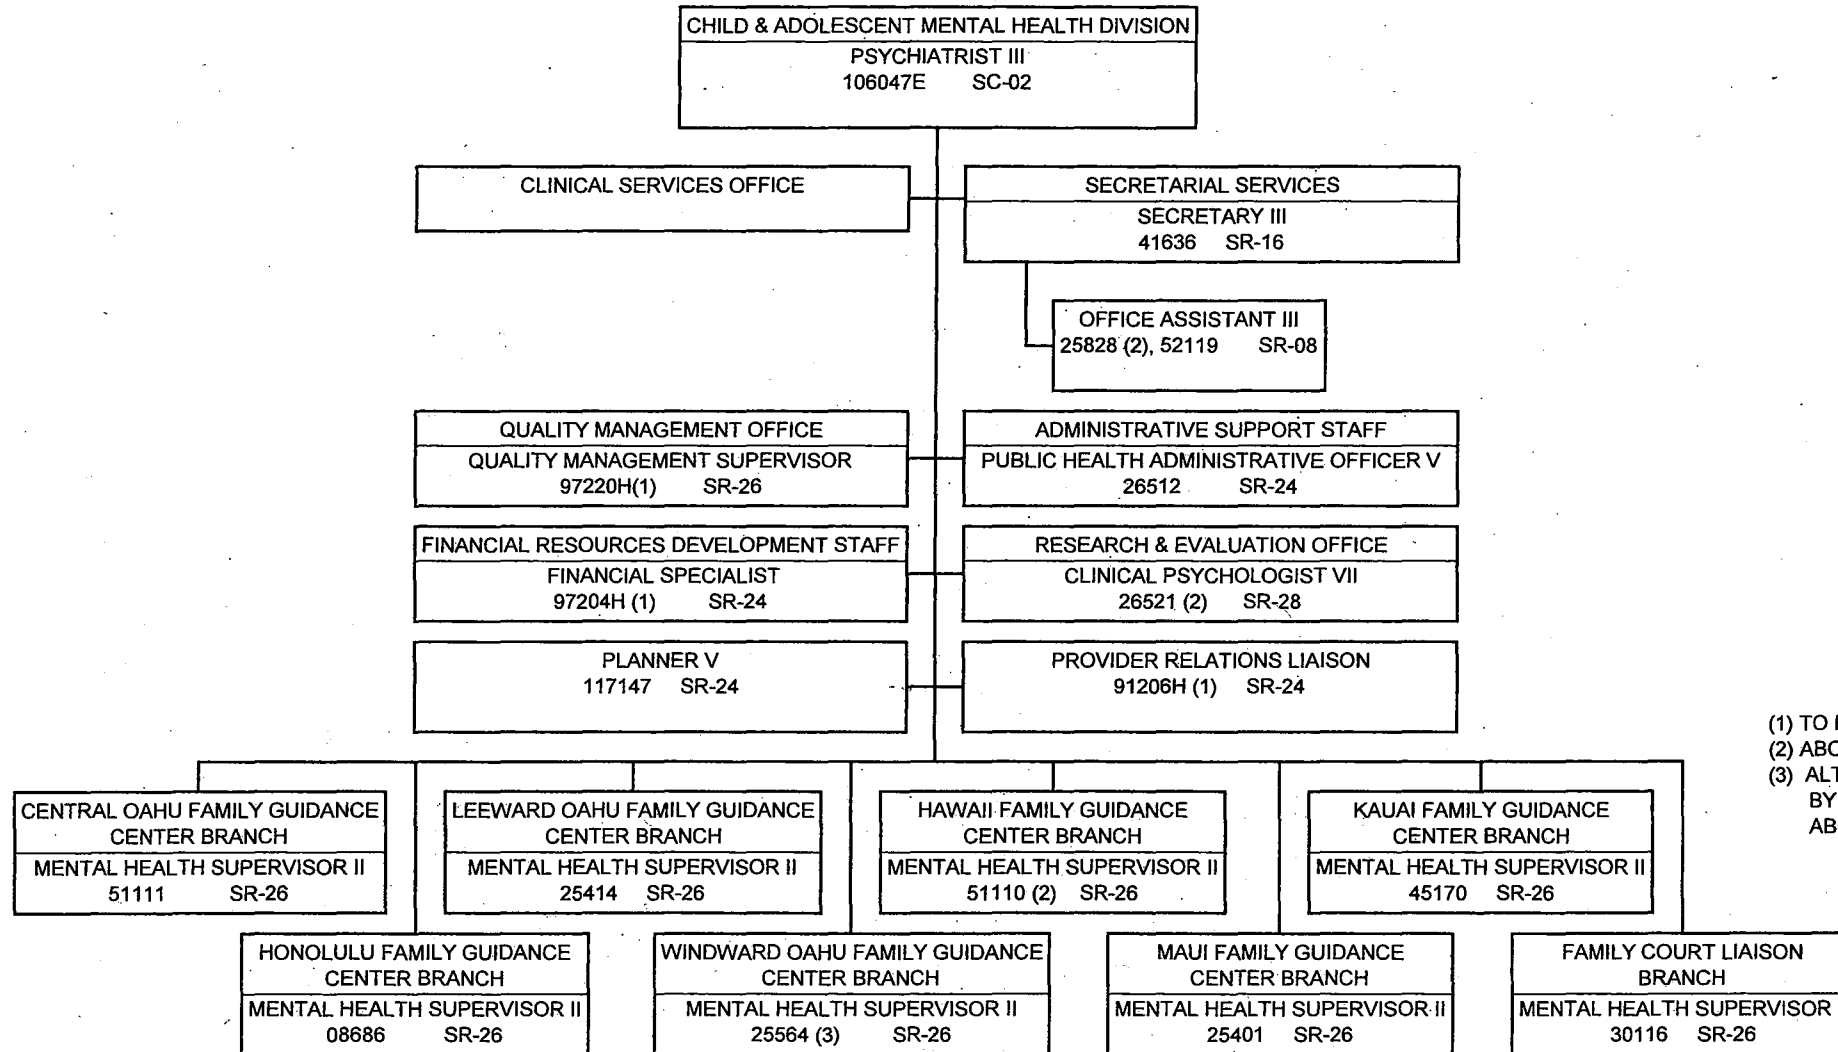 CHILD & ADOLESCENT MENTAL HEALTH DIVISION
PSYCHIATRIST III
106047E SC-02
CLINICAL SERVICES OFFICE
SECRETARIAL SERVICES
SECRETARY III
41636 SR-16
OFFICE ASSISTANT III
25828 (2), 52119 SR-08
QUALITY MANAGEMENT OFFICE
QUALITY MANAGEMENT SUPERVISOR
97220H(1) SR-26
ADMINISTRATIVE SUPPORT STAFF
PUBLIC HEALTH ADMINISTRATIVE OFFICER V
26512 SR-24
FINANCIAL RESOURCES DEVELOPMENT STAFF
FINANCIAL SPECIALIST
97204H (1) SR-24
RESEARCH & EVALUATION OFFICE
CLINICAL PSYCHOLOGIST VII
26521 (2) SR-28
PLANNER V
117147 SR-24
PROVIDER RELATIONS LIAISON
91206H (1) SR-24
(1) TO
(2)
(3)
BY
CENTRAL OAHU FAMILY GUIDANCE
CENTER BRANCH
MENTAL HEALTH SUPERVISOR II
51111 SR-26
LEEWARD OAHU FAMILY GUIDANCE
CENTER BRANCH
MENTAL HEALTH SUPERVISOR II
25414 SR-26
HAWAII FAMILY GUIDANCE
CENTER BRANCH
MENTAL HEALTH SUPERVISOR II
51110 (2) SR-26
KAUAI FAMILY GUIDANCE
CENTER BRANCH
MENTAL HEALTH SUPERVISOR II
45170 SR-26
HONOLULU FAMILY GUIDANCE
CENTER BRANCH
MENTAL HEALTH SUPERVISOR II
08686 SR-26
WINDWARD OAHU FAMILY GUIDANCE
CENTER BRANCH
MENTAL HEALTH SUPERVISOR II
25564 (3) SR-26
MAUI FAMILY GUIDANCE
CENTER BRANCH
MENTAL HEALTH SUPERVISOR II
25401 SR-26
FAMILY COURT LIAISON
BRANCH
MENTAL HEALTH SUPERVISOR
30116 SR-26